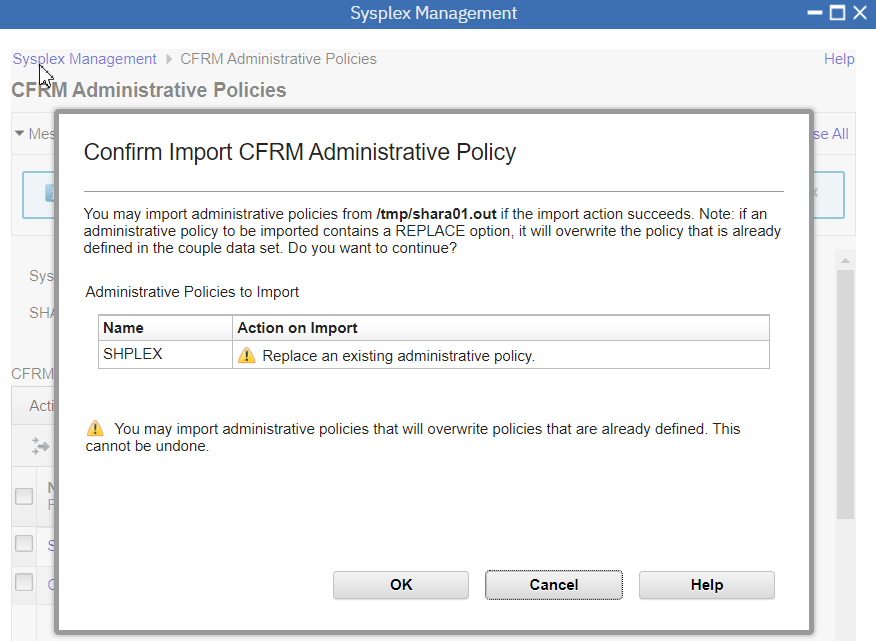 Sysplex Management
Sysplex Management CFRM Administrative Policies Help
CFRM Administrative Policies
Mes se All
Confirm Import CFRM Administrative Policy
You may import administrative policies from /tmp/shara01.out if the import action succeeds. Note: if an
administrative policy to be imported contains a REPLACE option, it will overwrite the policy that is already
defined in the couple data set. Do you want to continue?
Sys
Administrative Policies to Import
SHA
Name Action on Import
SHPLEX Replace an existing administrative policy.
CFRM
Acti
You may import administrative policies that will overwrite policies that are already defined. This
cannot be undone.
OK Cancel Help